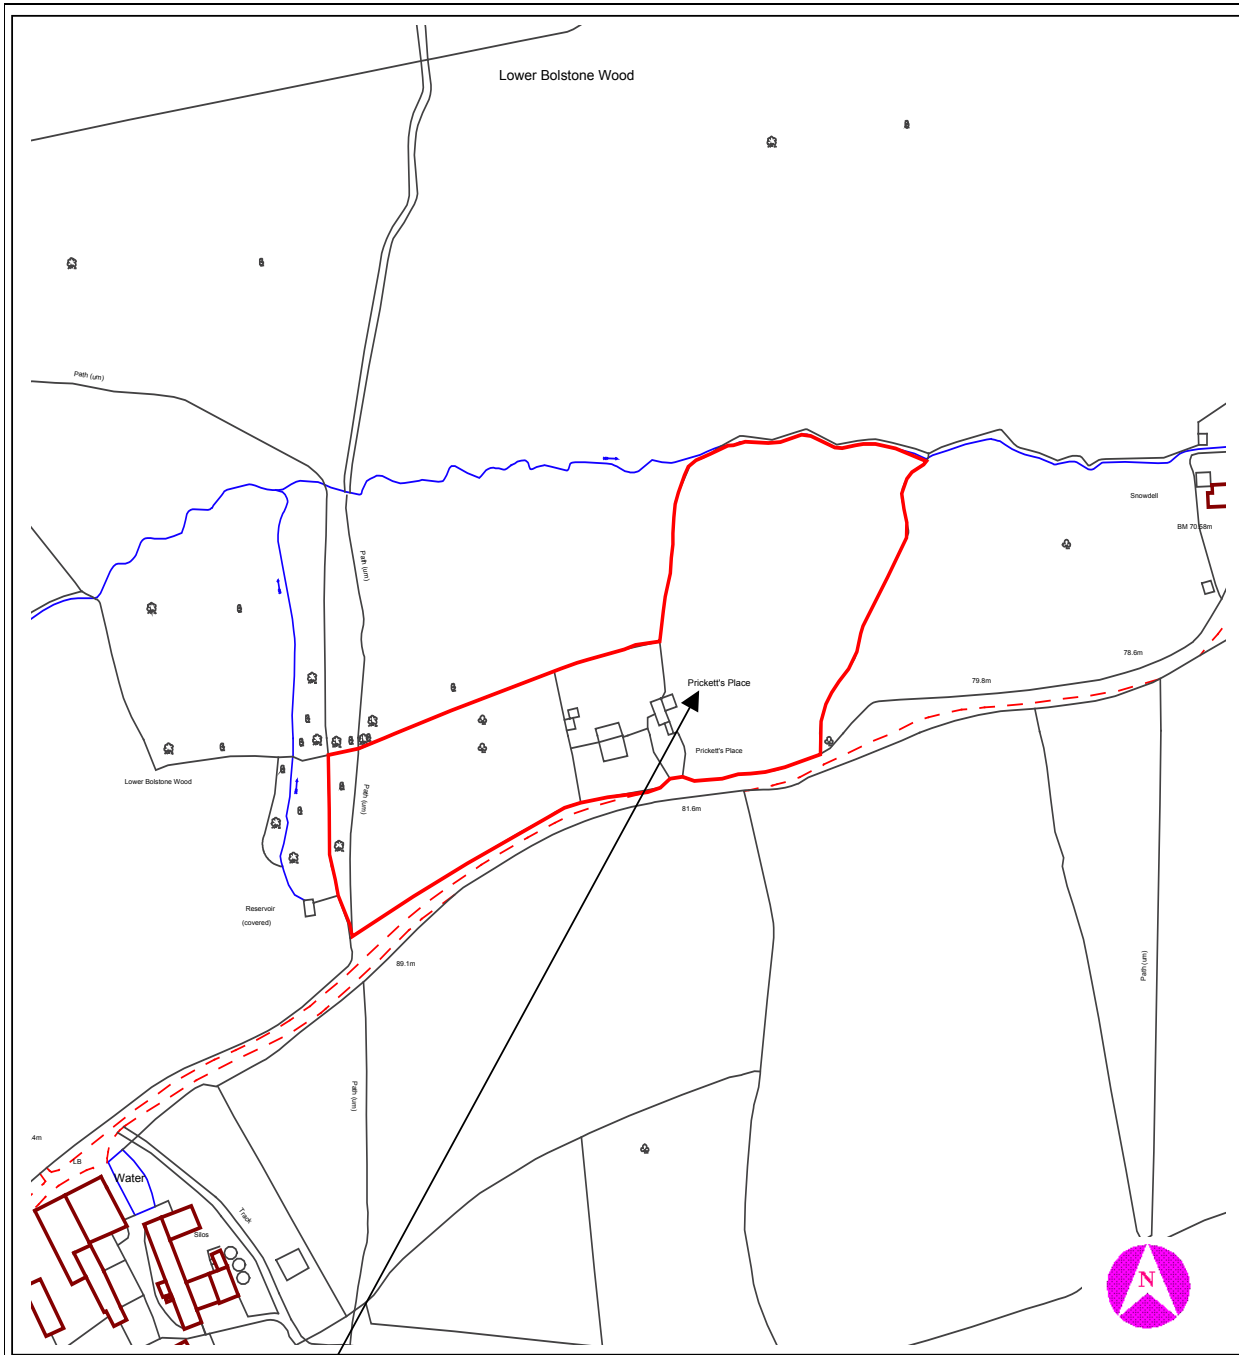 Lower Bolstone Wood
Path (um)
Snowdell
BM 70.58m
Path (um)
78.6m
79.8m
Prickett's Place
Prickett's Place
Lower Bolstone Wood
Path (um)
81.6m
Reservoir
(covered)
89.1m
Path (um)
Path (um)
.4m
LB
Water
Track
Silos
N